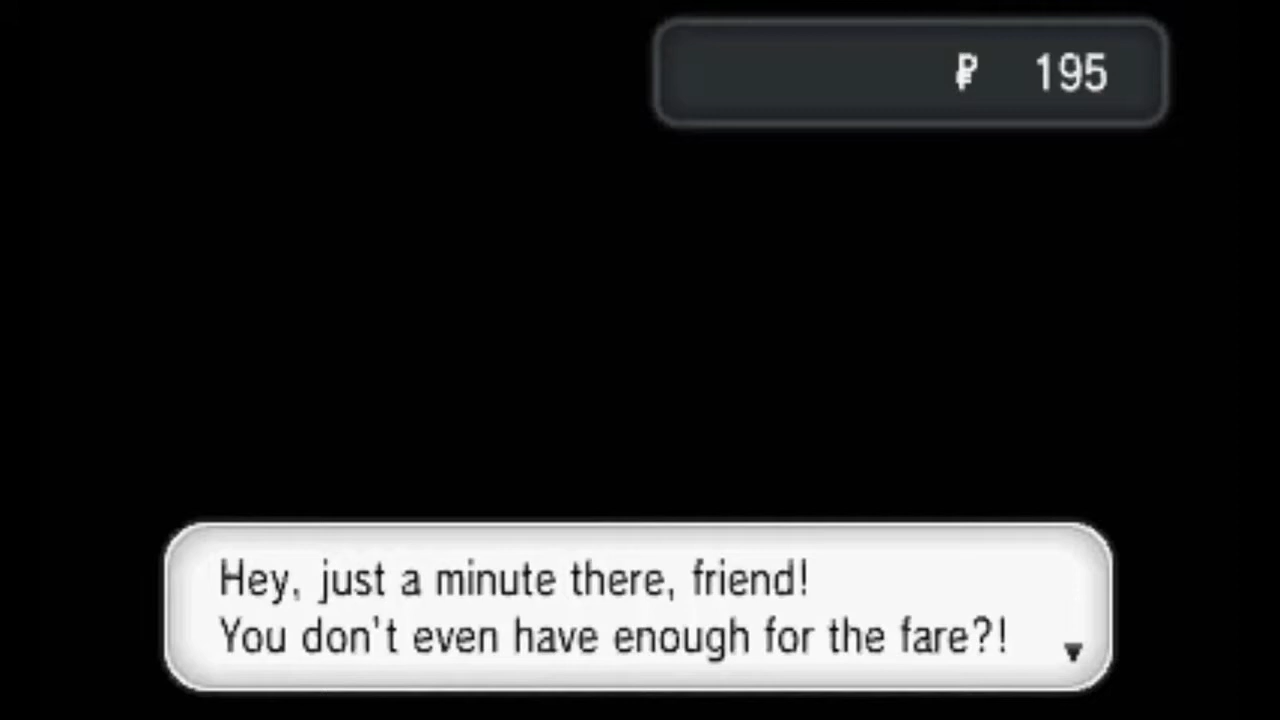 ₽ 195
Hey, just a minute there, friend!
You don't even have enough for the fare?!